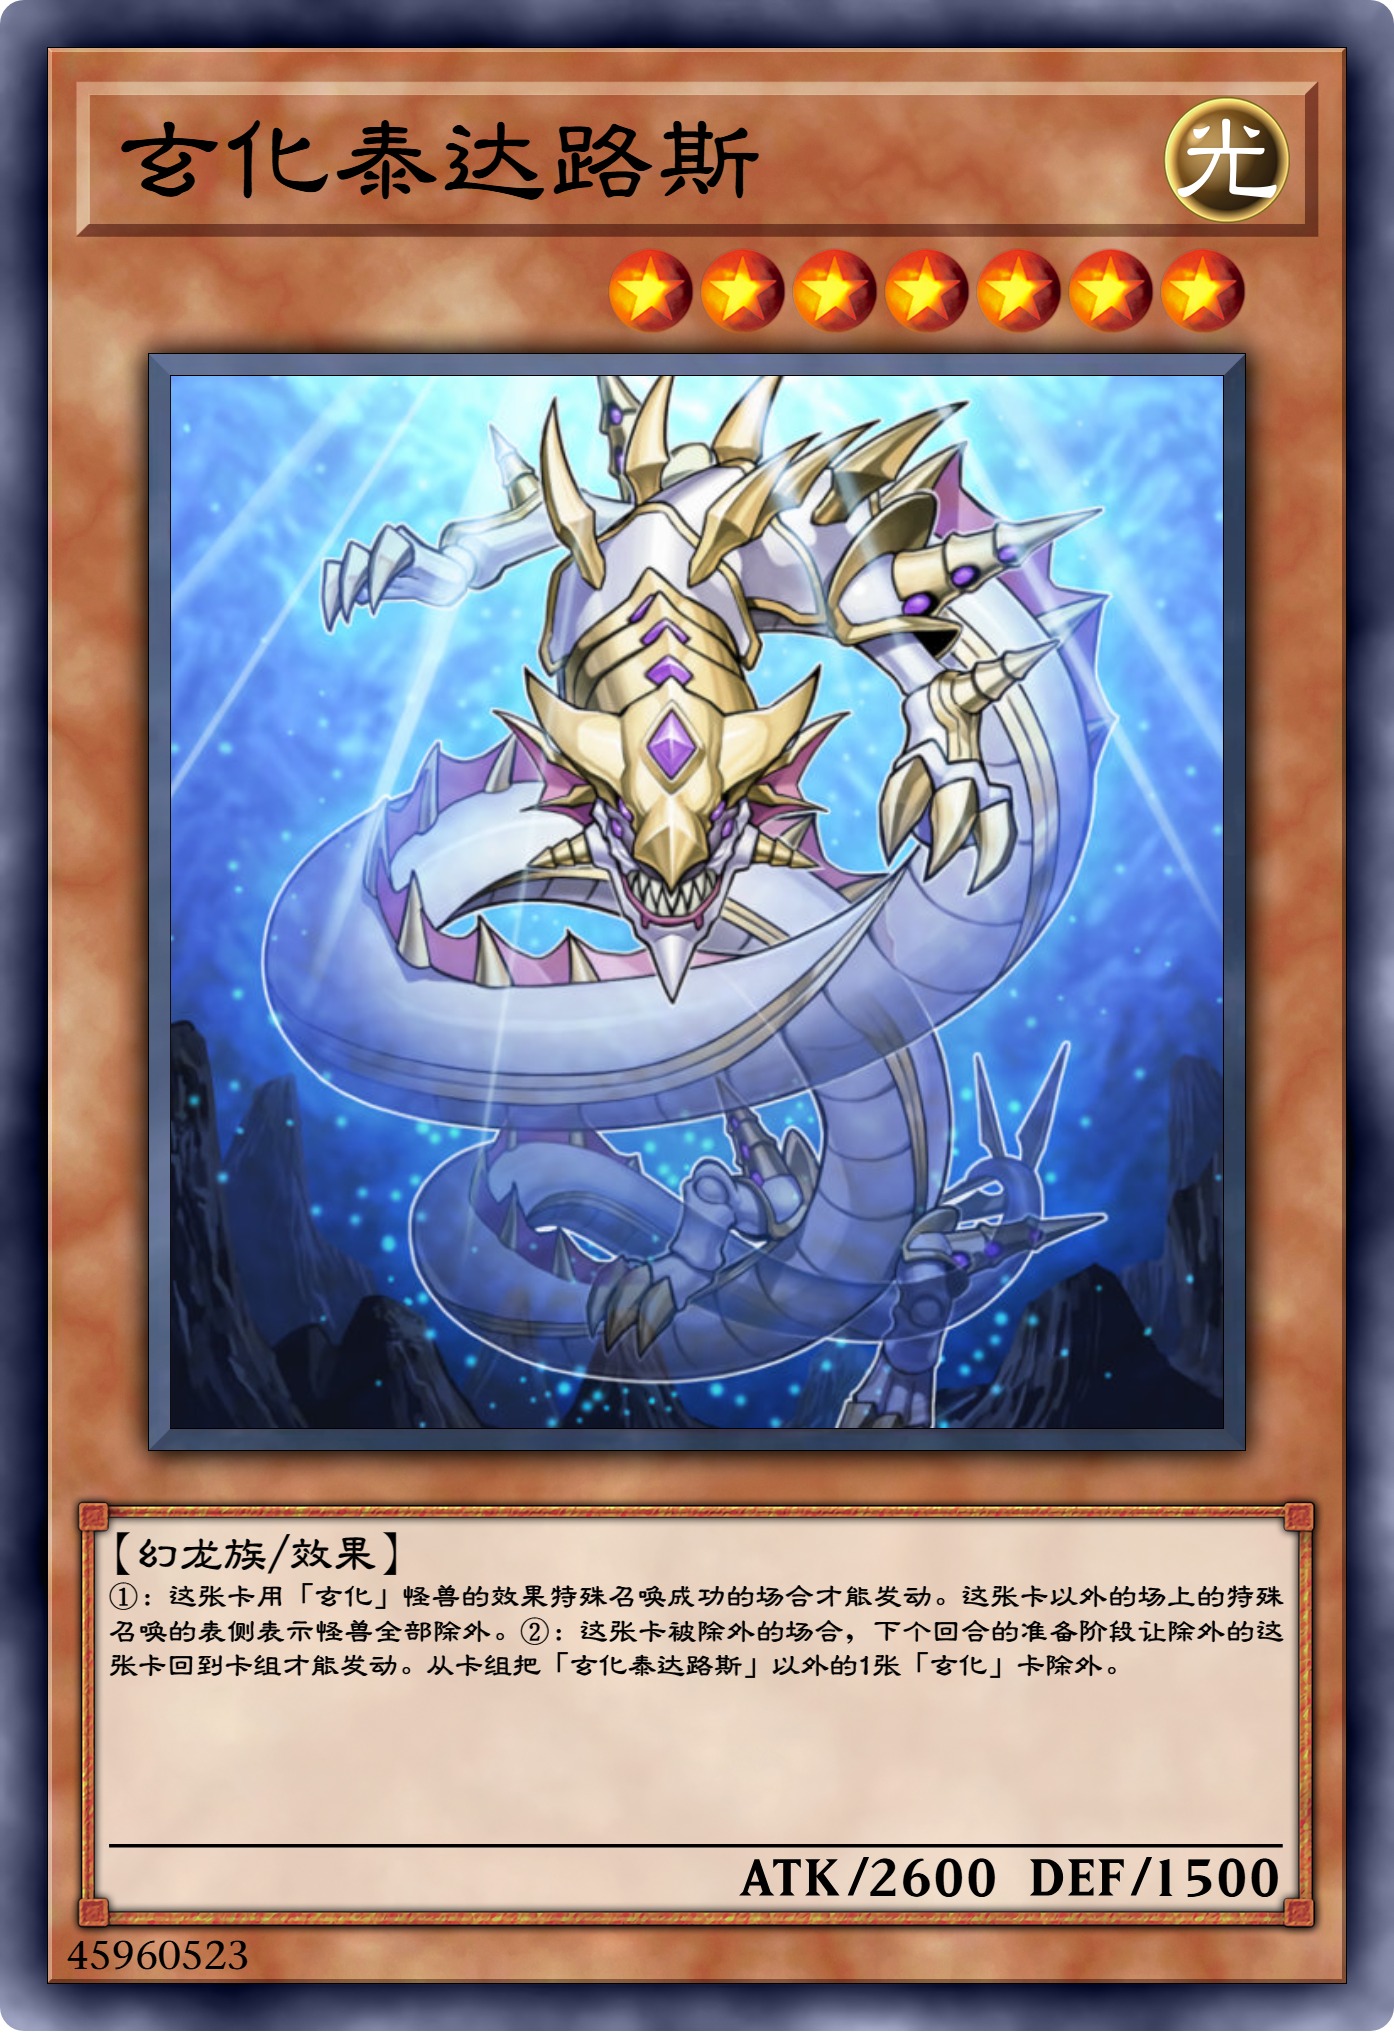 玄化泰达路斯
光
【幻龙族/效果】
①：这张卡用「玄化」怪兽的效果特殊召唤成功的场合才能发动。这张卡以外的场上的特殊
召唤的表侧表示怪兽全部除外。②：这张卡被除外的场合，下个回合的准备阶段让除外的这
张卡回到卡组才能发动。从卡组把「玄化泰达路斯」以外的1张「玄化」卡除外。
ATK/2600 DEF/1500
45960523